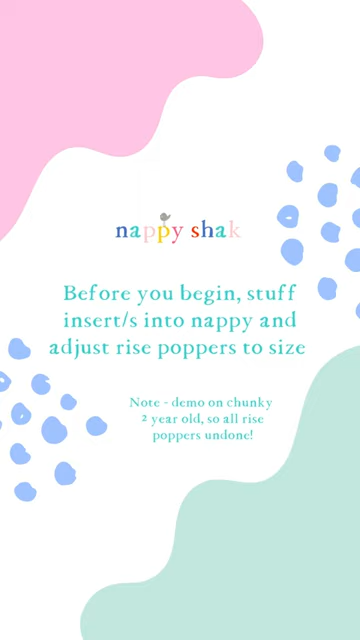 nappy shak
Before you begin, stuff
insert/s into nappy and
adjust rise poppers to size
Note - demo on chunky
2 year old, so all rise
poppers undone!